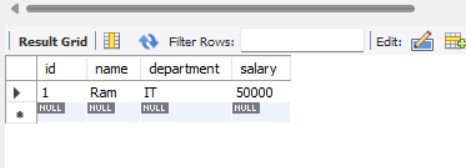 Result Grid Filter Rows: Edit:
id name department salary
1 Ram IT 50000
NULL NULL NULL NULL